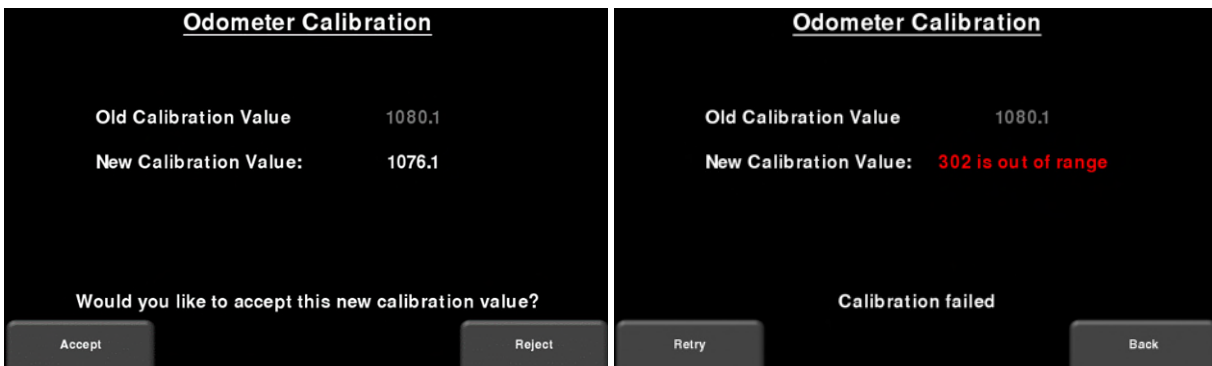 Odometer Calibration
Old Calibration Value 1080.1
New Calibration Value: 1076.1
Would you like to accept this new calibration value?
Accept Reject
Odometer Calibration
Old Calibration Value 1080.1
New Calibration Value: 302 is out of range
Calibration failed
Retry Back